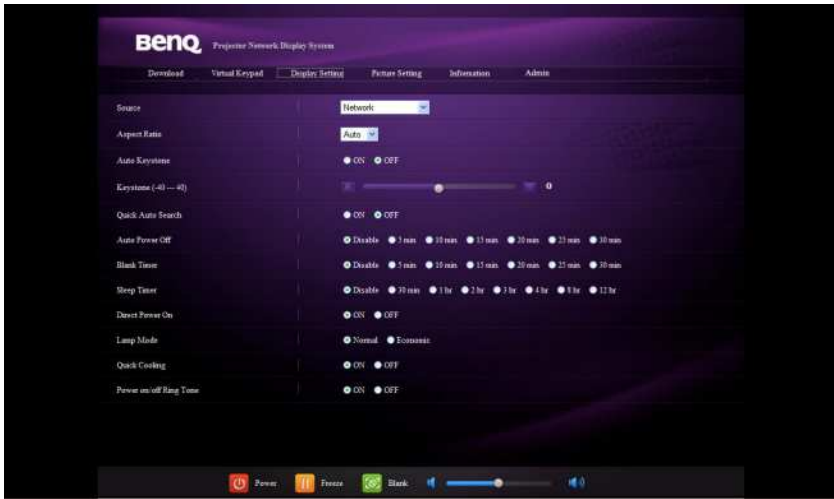 BenQ Projector Network Display System
Download Virtual Keypad Display Setting Picture Setting Information Admin
Source Network
Aspect Ratio Auto
Auto Keystone ON OFF
Keystone (-40 — 40) 0
Quick Auto Search ON OFF
Auto Power Off Disable 5 min 10 min 15 min 20 min 25 min 30 min
Blank Timer Disable 5 min 10 min 15 min 20 min 25 min 30 min
Sleep Timer Disable 30 min 1 hr 2 hr 3 hr 4 hr 8 hr 12 hr
Direct Power On ON OFF
Lamp Mode Normal Economic
Quick Cooling ON OFF
Power on/off Ring Tone ON OFF
Power Freeze Blank